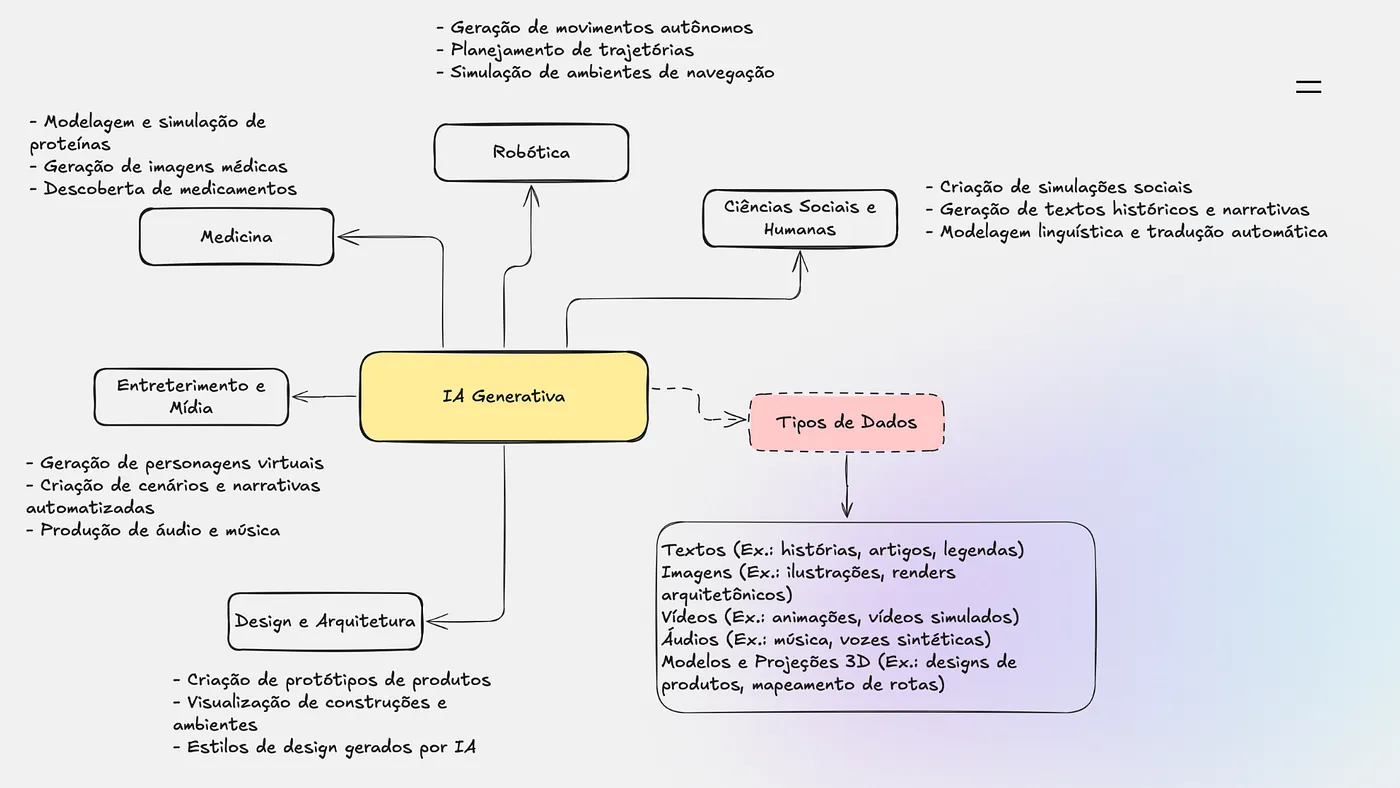 - Geração de movimentos autônomos
- Planejamento de trajetórias
- Simulação de ambientes de navegação
Robótica
- Modelagem e simulação de
proteínas
- Geração de imagens médicas
- Descoberta de medicamentos
Medicina
Ciências Sociais e
Humanas
- Criação de simulações sociais
- Geração de textos históricos e narrativas
- Modelagem linguística e tradução automática
Entreterimento e
Mídia
- Geração de personagens virtuais
- Criação de cenários e narrativas
automatizadas
- Produção de áudio e música
IA Generativa
Tipos de Dados
Textos (Ex.: histórias, artigos, legendas)
Imagens (Ex.: ilustrações, renders
arquitetônicos)
Vídeos (Ex.: animações, vídeos simulados)
Áudios (Ex.: música, vozes sintéticas)
Modelos e Projeções 3D (Ex.: designs de
produtos, mapeamento de rotas)
Design e Arquitetura
- Criação de protótipos de produtos
- Visualização de construções e
ambientes
- Estilos de design gerados por IA